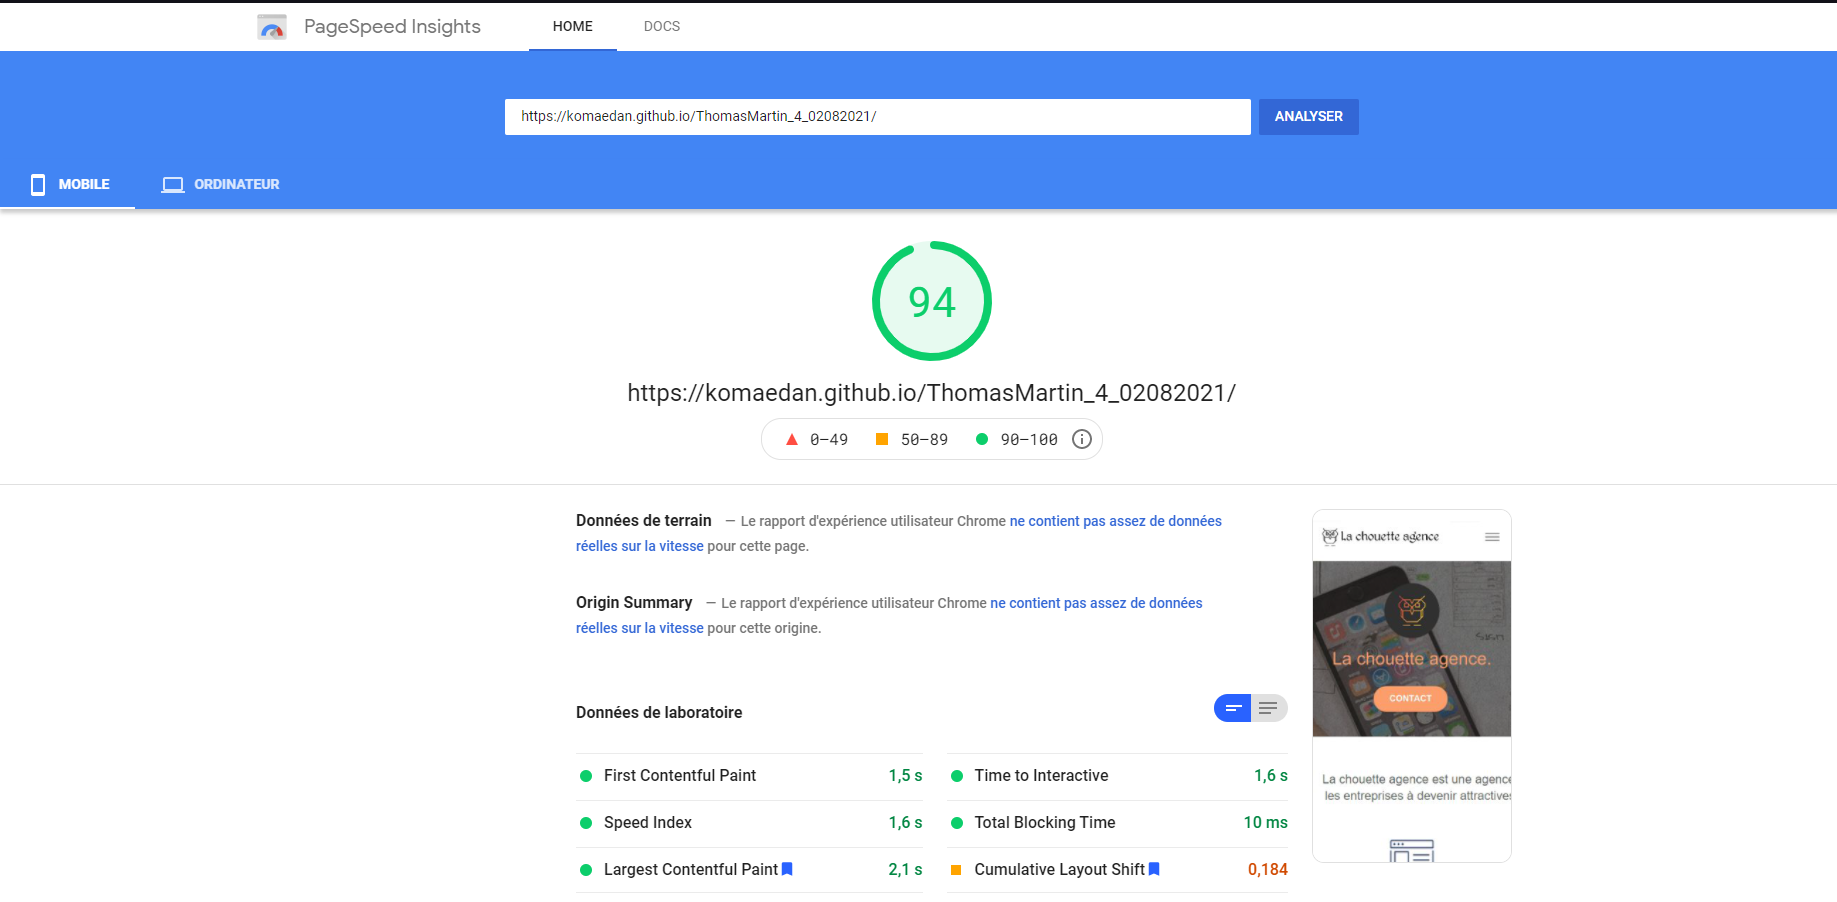 PageSpeed Insights
HOME
DOCS
https://komaedan.github.io/ThomasMartin_4_02082021/
ANALYSER
MOBILE
ORDINATEUR
94
https://komaedan.github.io/ThomasMartin_4_02082021/
0–49
50–89
90–100
Données de terrain — Le rapport d'expérience utilisateur Chrome ne contient pas assez de données
réelles sur la vitesse pour cette page.
Origin Summary — Le rapport d'expérience utilisateur Chrome ne contient pas assez de données
réelles sur la vitesse pour cette origine.
Données de laboratoire
First Contentful Paint 1,5 s
Time to Interactive 1,6 s
Speed Index 1,6 s
Total Blocking Time 10 ms
Largest Contentful Paint 2,1 s
Cumulative Layout Shift 0,184
La chouette agence
La chouette agence.
CONTACT
La chouette agence est une agence
les entreprises à devenir attractives